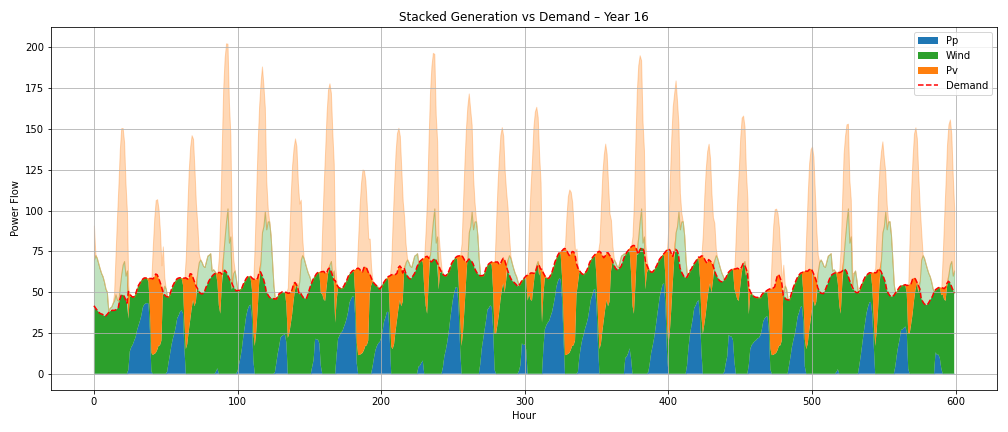 Stacked Generation vs Demand – Year 16
Pp
Wind
Pv
Demand
200
175
150
125
100
75
50
25
0
Power Flow
0 100 200 300 400 500 600
Hour